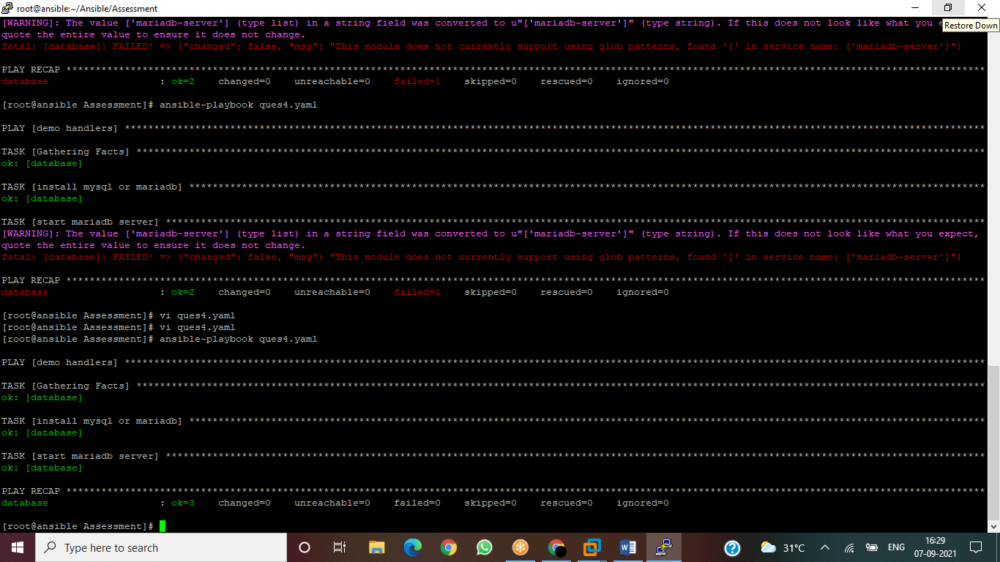 root@ansible:~/Ansible/Assessment
Restore Down
[WARNING]: The value ['mariadb-server'] (type list) in a string field was converted to u"['mariadb-server']" (type string). If this does not look like what you
quote the entire value to ensure it does not change.
fatal: [database]: FAILED! => {"changed": false, "msg": "This module does not currently support using glob patterns, found '[' in service name: ['mariadb-server']"}
PLAY RECAP ************************************************************************************************************************************************************
database : ok=2 changed=0 unreachable=0 failed=1 skipped=0 rescued=0 ignored=0
[root@ansible Assessment]# ansible-playbook ques4.yaml
PLAY [demo handlers] **************************************************************************************************************************************************
TASK [Gathering Facts] ************************************************************************************************************************************************
ok: [database]
TASK [install mysql or mariadb] ***************************************************************************************************************************************
ok: [database]
TASK [start mariadb server] *******************************************************************************************************************************************
[WARNING]: The value ['mariadb-server'] (type list) in a string field was converted to u"['mariadb-server']" (type string). If this does not look like what you expect,
quote the entire value to ensure it does not change.
fatal: [database]: FAILED! => {"changed": false, "msg": "This module does not currently support using glob patterns, found '[' in service name: ['mariadb-server']"}
PLAY RECAP ************************************************************************************************************************************************************
database : ok=2 changed=0 unreachable=0 failed=1 skipped=0 rescued=0 ignored=0
[root@ansible Assessment]# vi ques4.yaml
[root@ansible Assessment]# vi ques4.yaml
[root@ansible Assessment]# ansible-playbook ques4.yaml
PLAY [demo handlers] **************************************************************************************************************************************************
TASK [Gathering Facts] ************************************************************************************************************************************************
ok: [database]
TASK [install mysql or mariadb] ***************************************************************************************************************************************
ok: [database]
TASK [start mariadb server] *******************************************************************************************************************************************
ok: [database]
PLAY RECAP ************************************************************************************************************************************************************
database : ok=3 changed=0 unreachable=0 failed=0 skipped=0 rescued=0 ignored=0
[root@ansible Assessment]#
Type here to search
31°C
ENG
16:29
07-09-2021